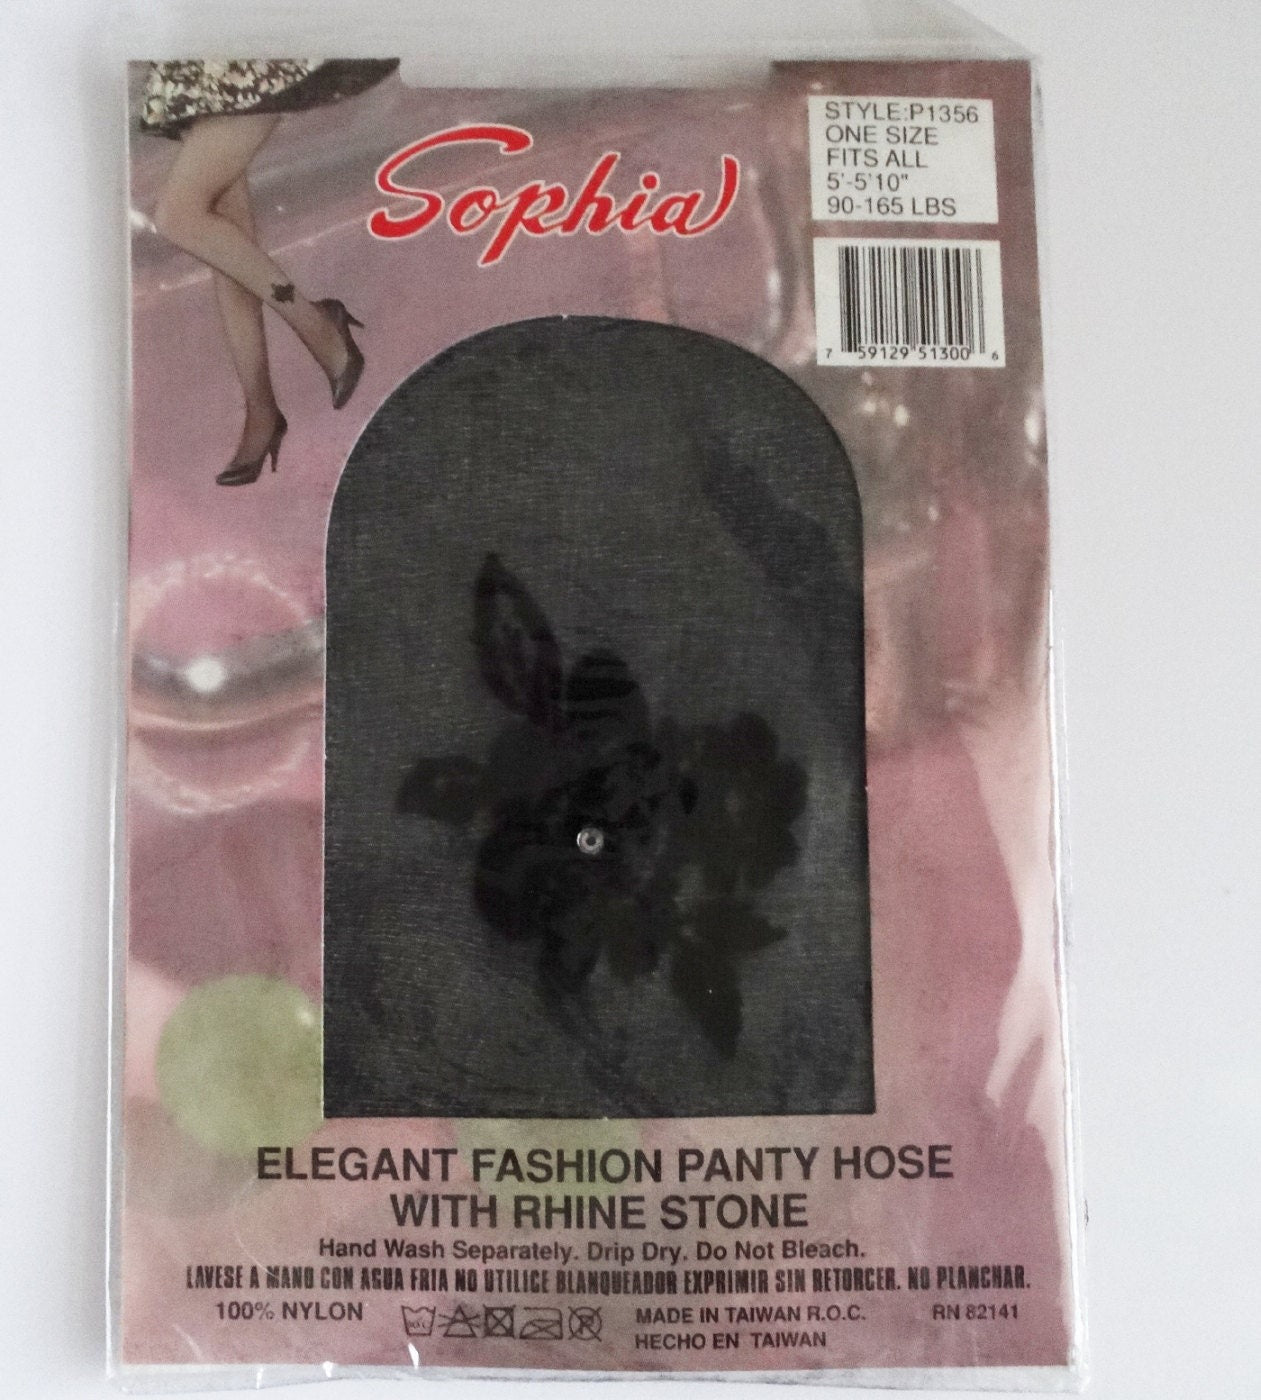 Sophia
STYLE:P1356
ONE SIZE
FITS ALL
5'-5'10"
90-165 LBS
7 59129 51300 6
ELEGANT FASHION PANTY HOSE
WITH RHINE STONE
Hand Wash Separately. Drip Dry. Do Not Bleach.
LAVESE A MANO CON AGUA FRIA NO UTILICE BLANQUEADOR EXPRIMIR SIN RETORCER. NO PLANCHAR.
100% NYLON
MADE IN TAIWAN R.O.C.
RN 82141
HECHO EN TAIWAN